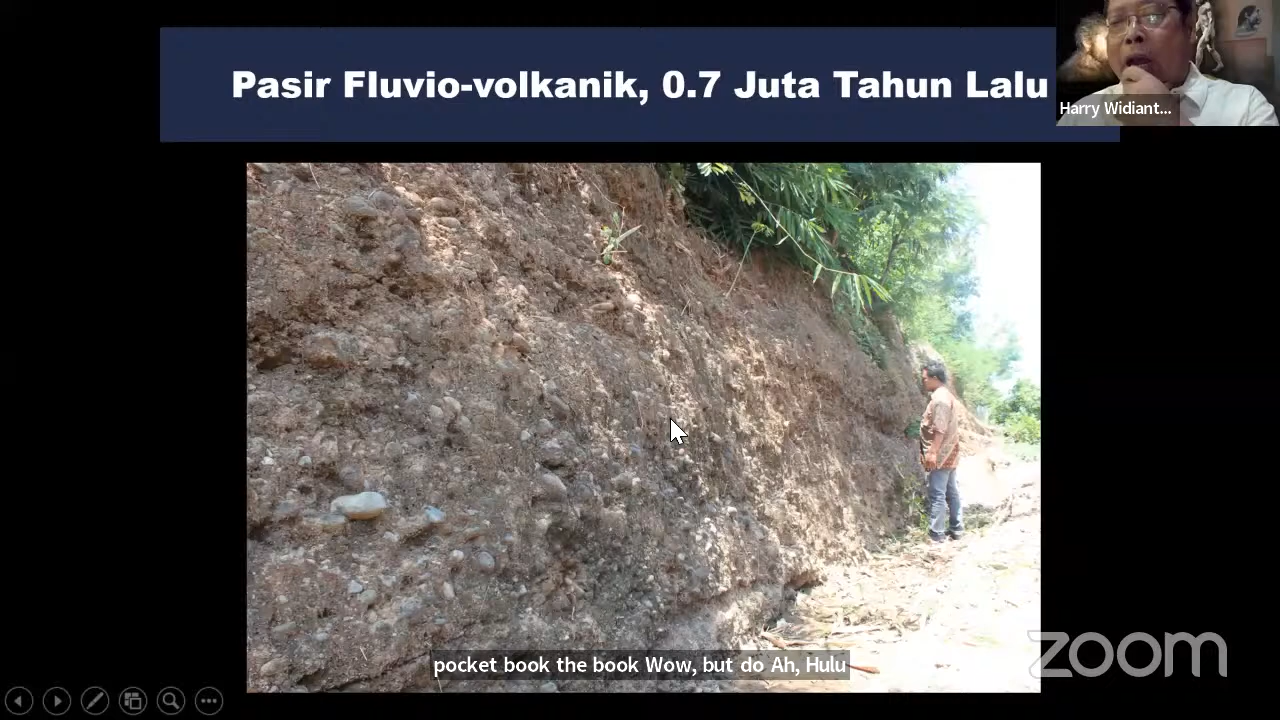 Pasir Fluvio-volkanik, 0.7 Juta Tahun Lalu
Harry Widiant...
pocket book the book Wow, but do Ah, Hulu
zoom